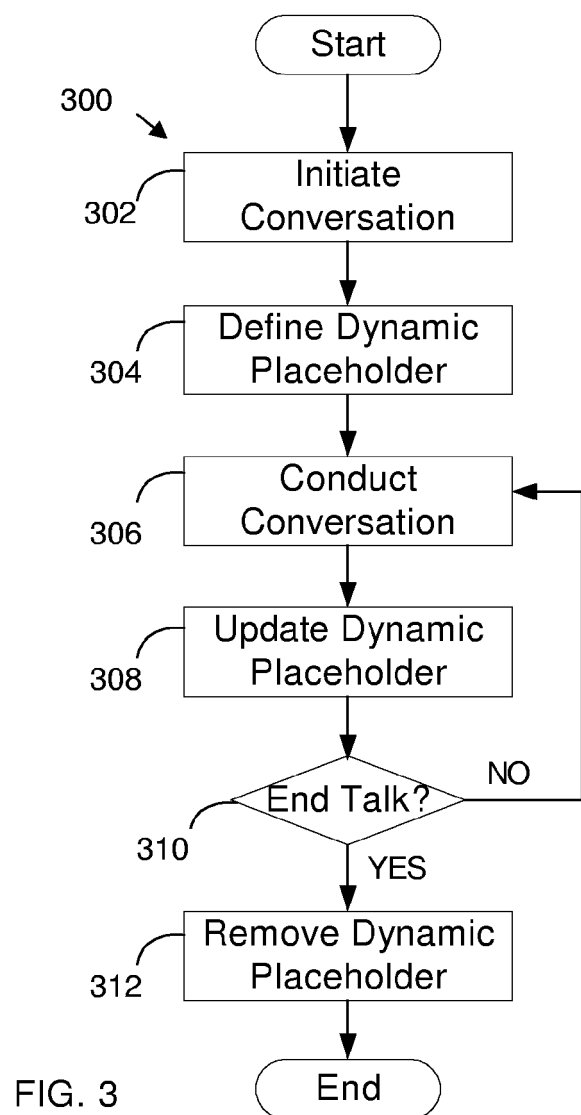 Start
300
Initiate
Conversation
302
Define Dynamic
Placeholder
304
Conduct
Conversation
306
Update Dynamic
Placeholder
308
End Talk?
NO
310
YES
Remove Dynamic
Placeholder
312
End
FIG. 3